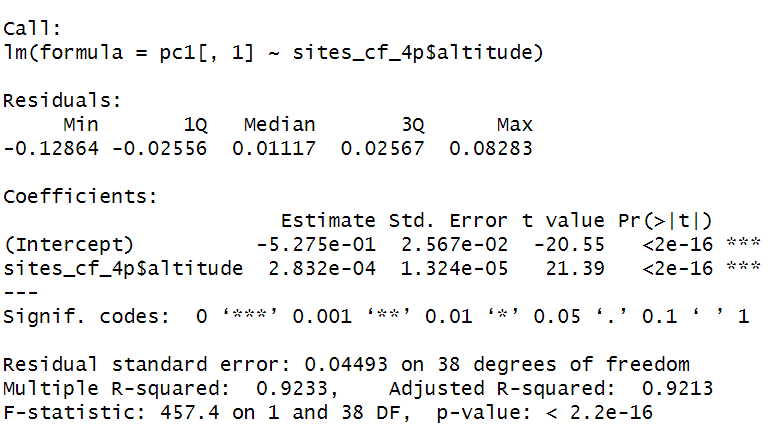 Call:
lm(formula = pc1[, 1] ~ sites_cf_4p$altitude)
Residuals:
Min 1Q Median 3Q Max
-0.12864 -0.02556 0.01117 0.02567 0.08283
Coefficients:
Estimate Std. Error t value Pr(>|t|)
(Intercept) -5.275e-01 2.567e-02 -20.55 <2e-16 ***
sites_cf_4p$altitude 2.832e-04 1.324e-05 21.39 <2e-16 ***
---
Signif. codes: 0 ‘***’ 0.001 ‘**’ 0.01 ‘*’ 0.05 ‘.’ 0.1 ‘ ’ 1
Residual standard error: 0.04493 on 38 degrees of freedom
Multiple R-squared: 0.9233, Adjusted R-squared: 0.9213
F-statistic: 457.4 on 1 and 38 DF, p-value: < 2.2e-16